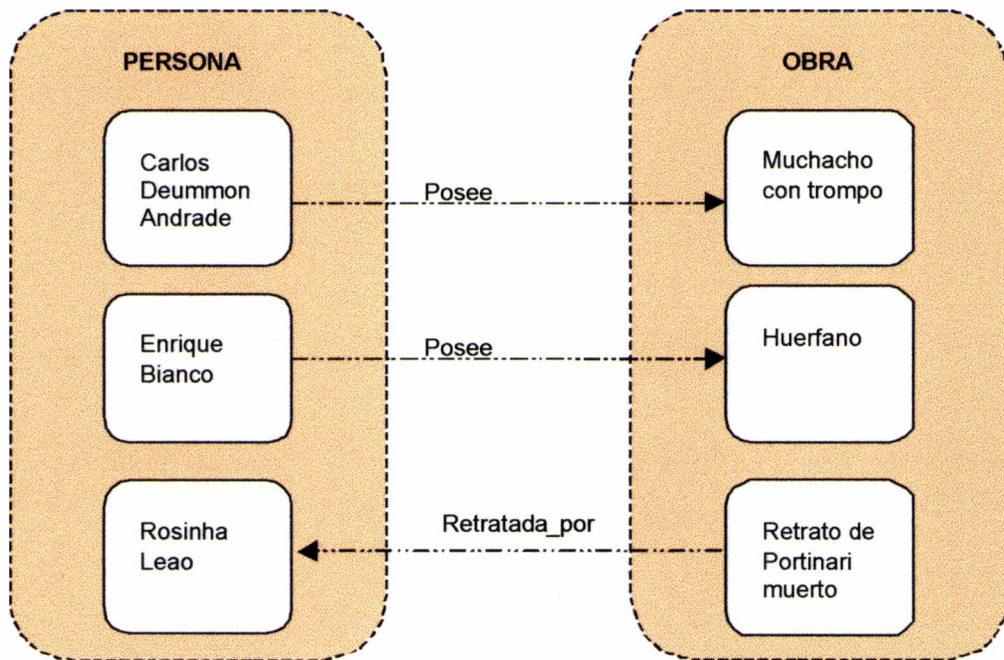 PERSONA
OBRA
Carlos
Deummon
Andrade
Posee
Muchacho
con trompo
Enrique
Bianco
Posee
Huerfano
Rosinha
Leao
Retratada_por
Retrato de
Portinari
muerto